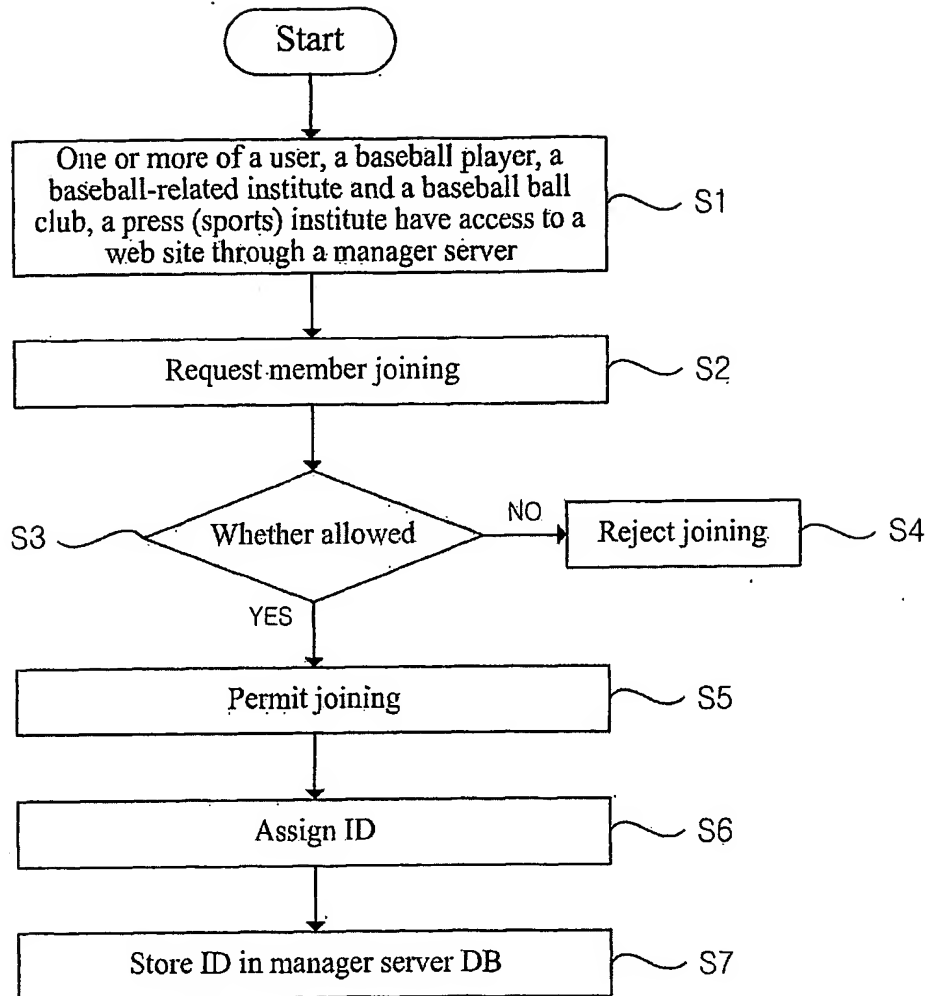 Start
One or more of a user, a baseball player, a
baseball-related institute and a baseball ball
club, a press (sports) institute have access to a
web site through a manager server
S1
Request member joining
S2
S3
Whether allowed
NO
Reject joining
S4
YES
Permit joining
S5
Assign ID
S6
Store ID in manager server DB
S7